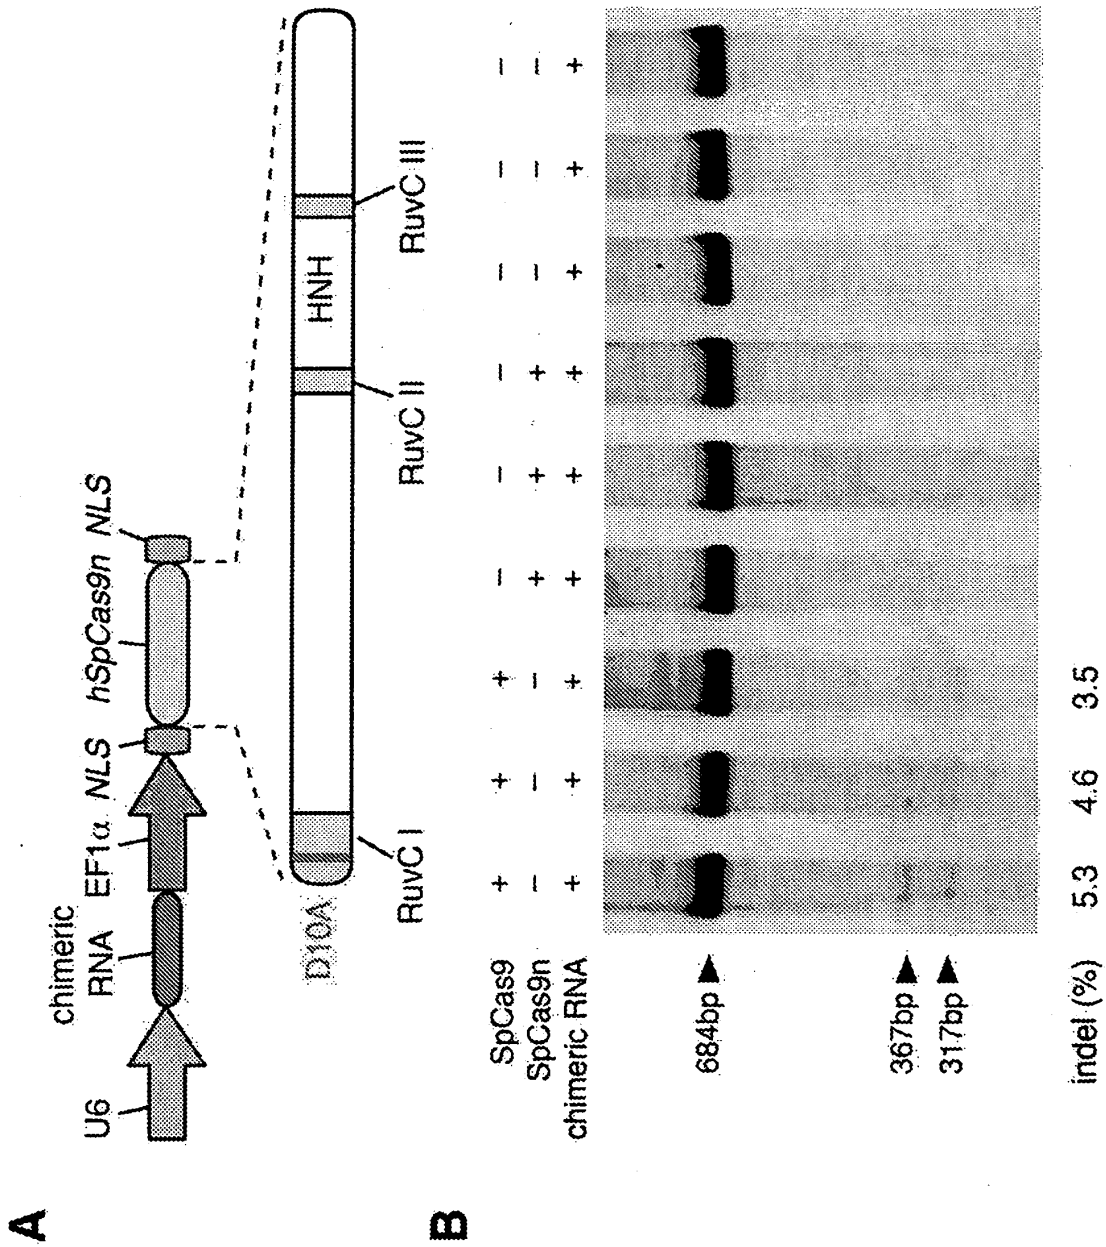 A
chimeric
U6 RNA EF1α NLS hSpCas9n NLS
D10A HNH
RuvC I RuvC II RuvC III
B
SpCas9 + + + − − − − − −
SpCas9n − − − + + + − − −
chimeric RNA + + + + + + + + +
684bp
367bp
317bp
indel (%) 5.3 4.6 3.5